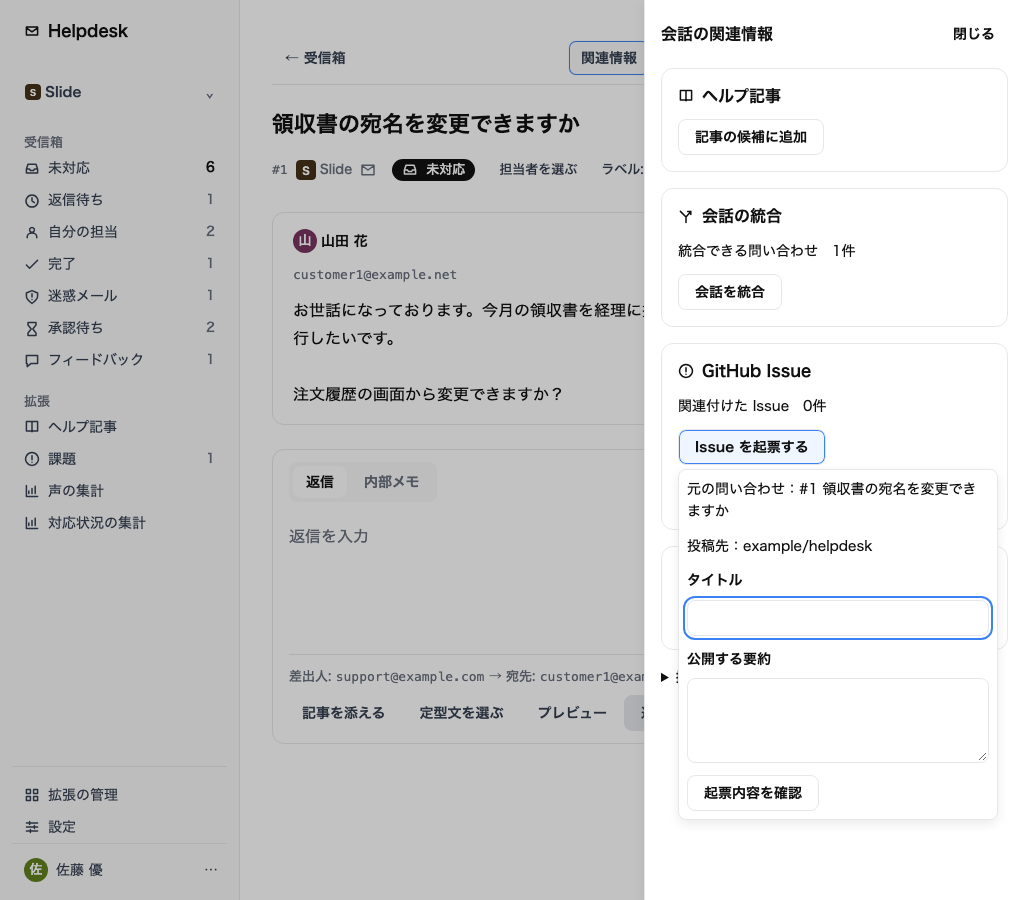 Helpdesk
S Slide
受信箱
未対応 6
返信待ち 1
自分の担当 2
完了 1
迷惑メール 1
承認待ち 2
フィードバック 1
拡張
ヘルプ記事
課題 1
声の集計
対応状況の集計
拡張の管理
設定
佐 佐藤 優 …
← 受信箱
関連情報
領収書の宛名を変更できますか
#1 S Slide 未対応 担当者を選ぶ ラベル:
山 山田 花
customer1@example.net
お世話になっております。今月の領収書を経理に
行したいです。
注文履歴の画面から変更できますか？
返信 内部メモ
返信を入力
差出人: support@example.com → 宛先: customer1@exam
記事を添える 定型文を選ぶ プレビュー
会話の関連情報 閉じる
ヘルプ記事
記事の候補に追加
会話の統合
統合できる問い合わせ 1件
会話を統合
GitHub Issue
関連付けた Issue 0件
Issue を起票する
元の問い合わせ：#1 領収書の宛名を変更でき
ますか
投稿先：example/helpdesk
タイトル
公開する要約
起票内容を確認